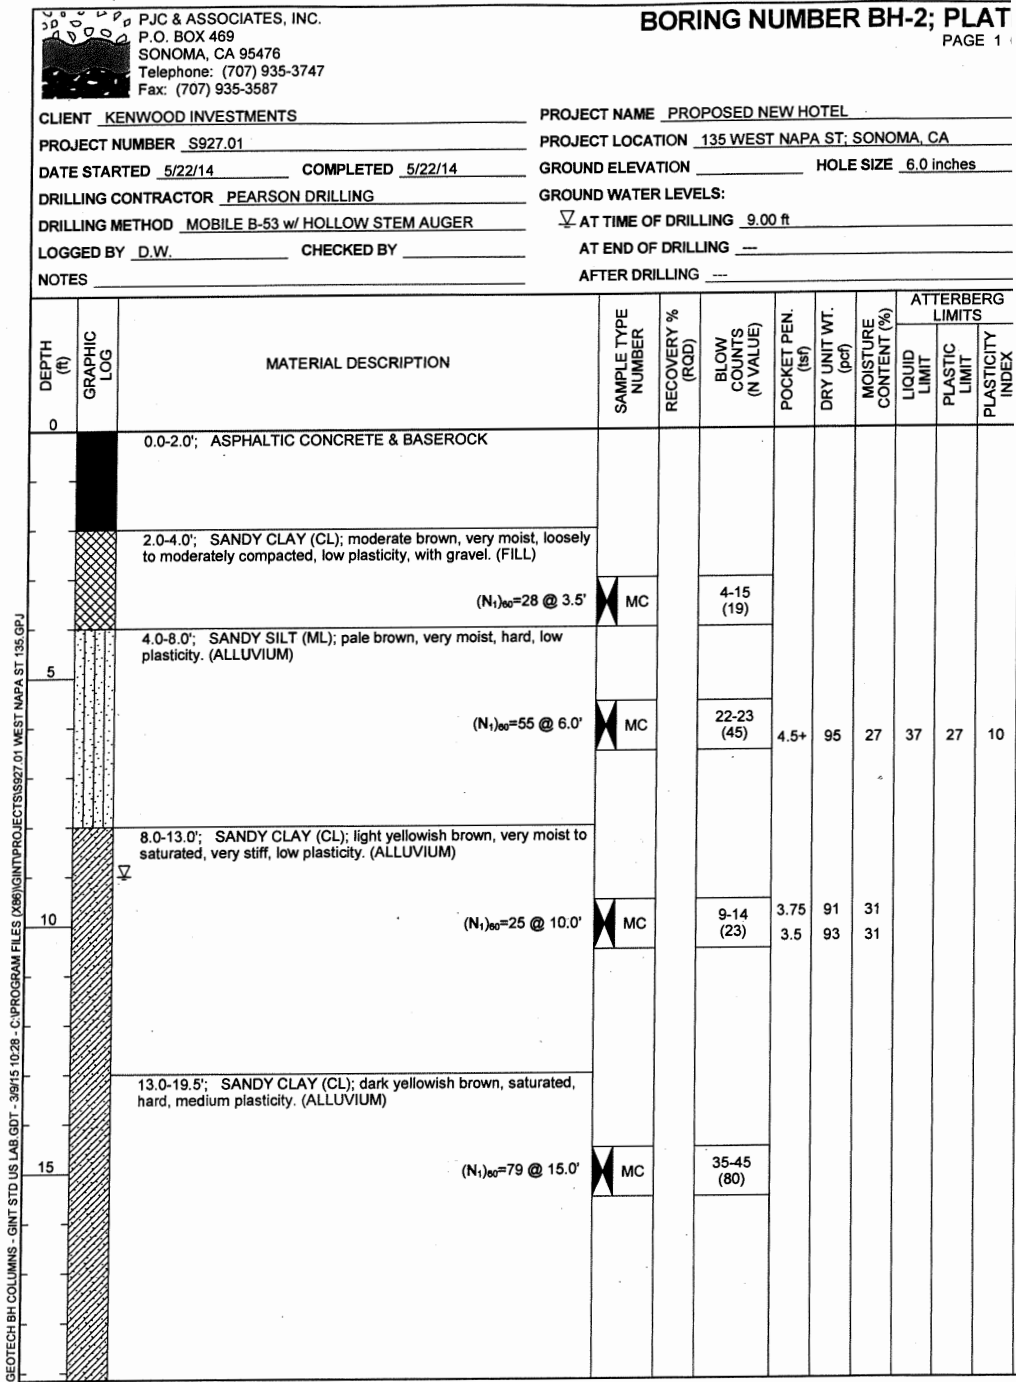 PJC & ASSOCIATES, INC.
P.O. BOX 469
SONOMA, CA 95476
Telephone: (707) 935-3747
Fax: (707) 935-3587
BORING NUMBER BH-2; PLAT
PAGE 1
CLIENT KENWOOD INVESTMENTS
PROJECT NAME PROPOSED NEW HOTEL
PROJECT NUMBER S927.01
PROJECT LOCATION 135 WEST NAPA ST; SONOMA, CA
DATE STARTED 5/22/14 COMPLETED 5/22/14
GROUND ELEVATION HOLE SIZE 6.0 inches
DRILLING CONTRACTOR PEARSON DRILLING
GROUND WATER LEVELS:
DRILLING METHOD MOBILE B-53 w/ HOLLOW STEM AUGER
AT TIME OF DRILLING 9.00 ft
LOGGED BY D.W. CHECKED BY
AT END OF DRILLING ---
NOTES
AFTER DRILLING ---
DEPTH (ft)
GRAPHIC LOG
MATERIAL DESCRIPTION
SAMPLE TYPE NUMBER
RECOVERY % (RQD)
BLOW COUNTS (N VALUE)
POCKET PEN. (tsf)
DRY UNIT WT. (pcf)
MOISTURE CONTENT (%)
ATTERBERG LIMITS
LIQUID LIMIT
PLASTIC LIMIT
PLASTICITY INDEX
0
0.0-2.0'; ASPHALTIC CONCRETE & BASEROCK
2.0-4.0'; SANDY CLAY (CL); moderate brown, very moist, loosely
to moderately compacted, low plasticity, with gravel. (FILL)
(N₁)₆₀=28 @ 3.5' MC 4-15
(19)
4.0-8.0'; SANDY SILT (ML); pale brown, very moist, hard, low
plasticity. (ALLUVIUM)
5
(N₁)₆₀=55 @ 6.0' MC 22-23
(45) 4.5+ 95 27 37 27 10
8.0-13.0'; SANDY CLAY (CL); light yellowish brown, very moist to
saturated, very stiff, low plasticity. (ALLUVIUM)
10
(N₁)₆₀=25 @ 10.0' MC 9-14 3.75 91 31
(23) 3.5 93 31
13.0-19.5'; SANDY CLAY (CL); dark yellowish brown, saturated,
hard, medium plasticity. (ALLUVIUM)
15
(N₁)₆₀=79 @ 15.0' MC 35-45
(80)
GEOTECH BH COLUMNS - GINT STD US LAB.GDT - 3/9/15 10:28 - C:\PROGRAM FILES (X86)\GINT\PROJECTS\S927.01 WEST NAPA ST 135.GPJ